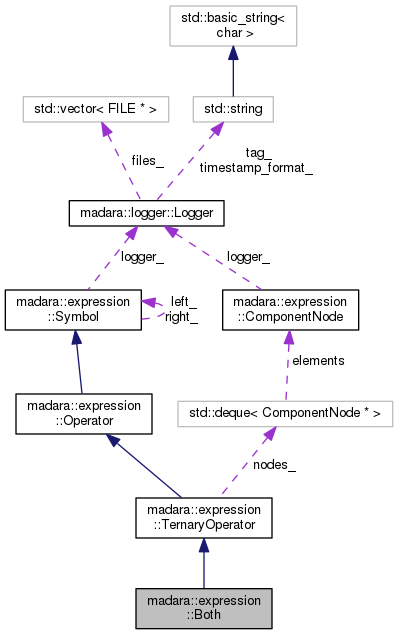 std::basic_string<
char >
std::vector< FILE * >
std::string
files_
tag_
timestamp_format_
madara::logger::Logger
logger_
logger_
madara::expression
::Symbol
left_
right_
madara::expression
::ComponentNode
elements
madara::expression
::Operator
std::deque< ComponentNode * >
nodes_
madara::expression
::TernaryOperator
madara::expression
::Both